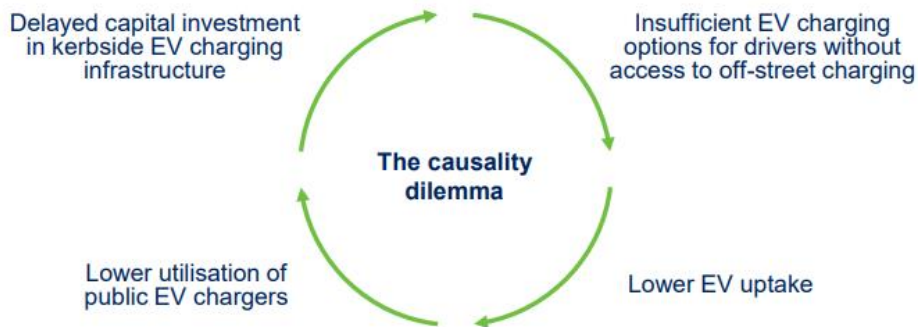 Delayed capital investment
in kerbside EV charging
infrastructure
Insufficient EV charging
options for drivers without
access to off-street charging
The causality
dilemma
Lower utilisation of
public EV chargers
Lower EV uptake